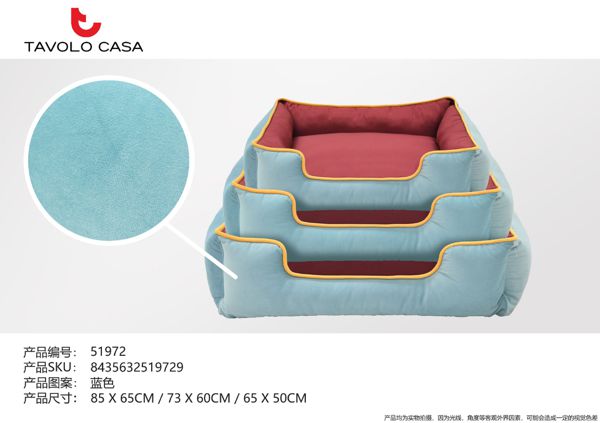 TAVOLO CASA
产品编号： 51972
产品SKU： 8435632519729
产品图案： 蓝色
产品尺寸： 85 X 65CM / 73 X 60CM / 65 X 50CM
产品均为实物拍摄，因为光线、角度等客观外界因素，可能会造成一定的视觉色差